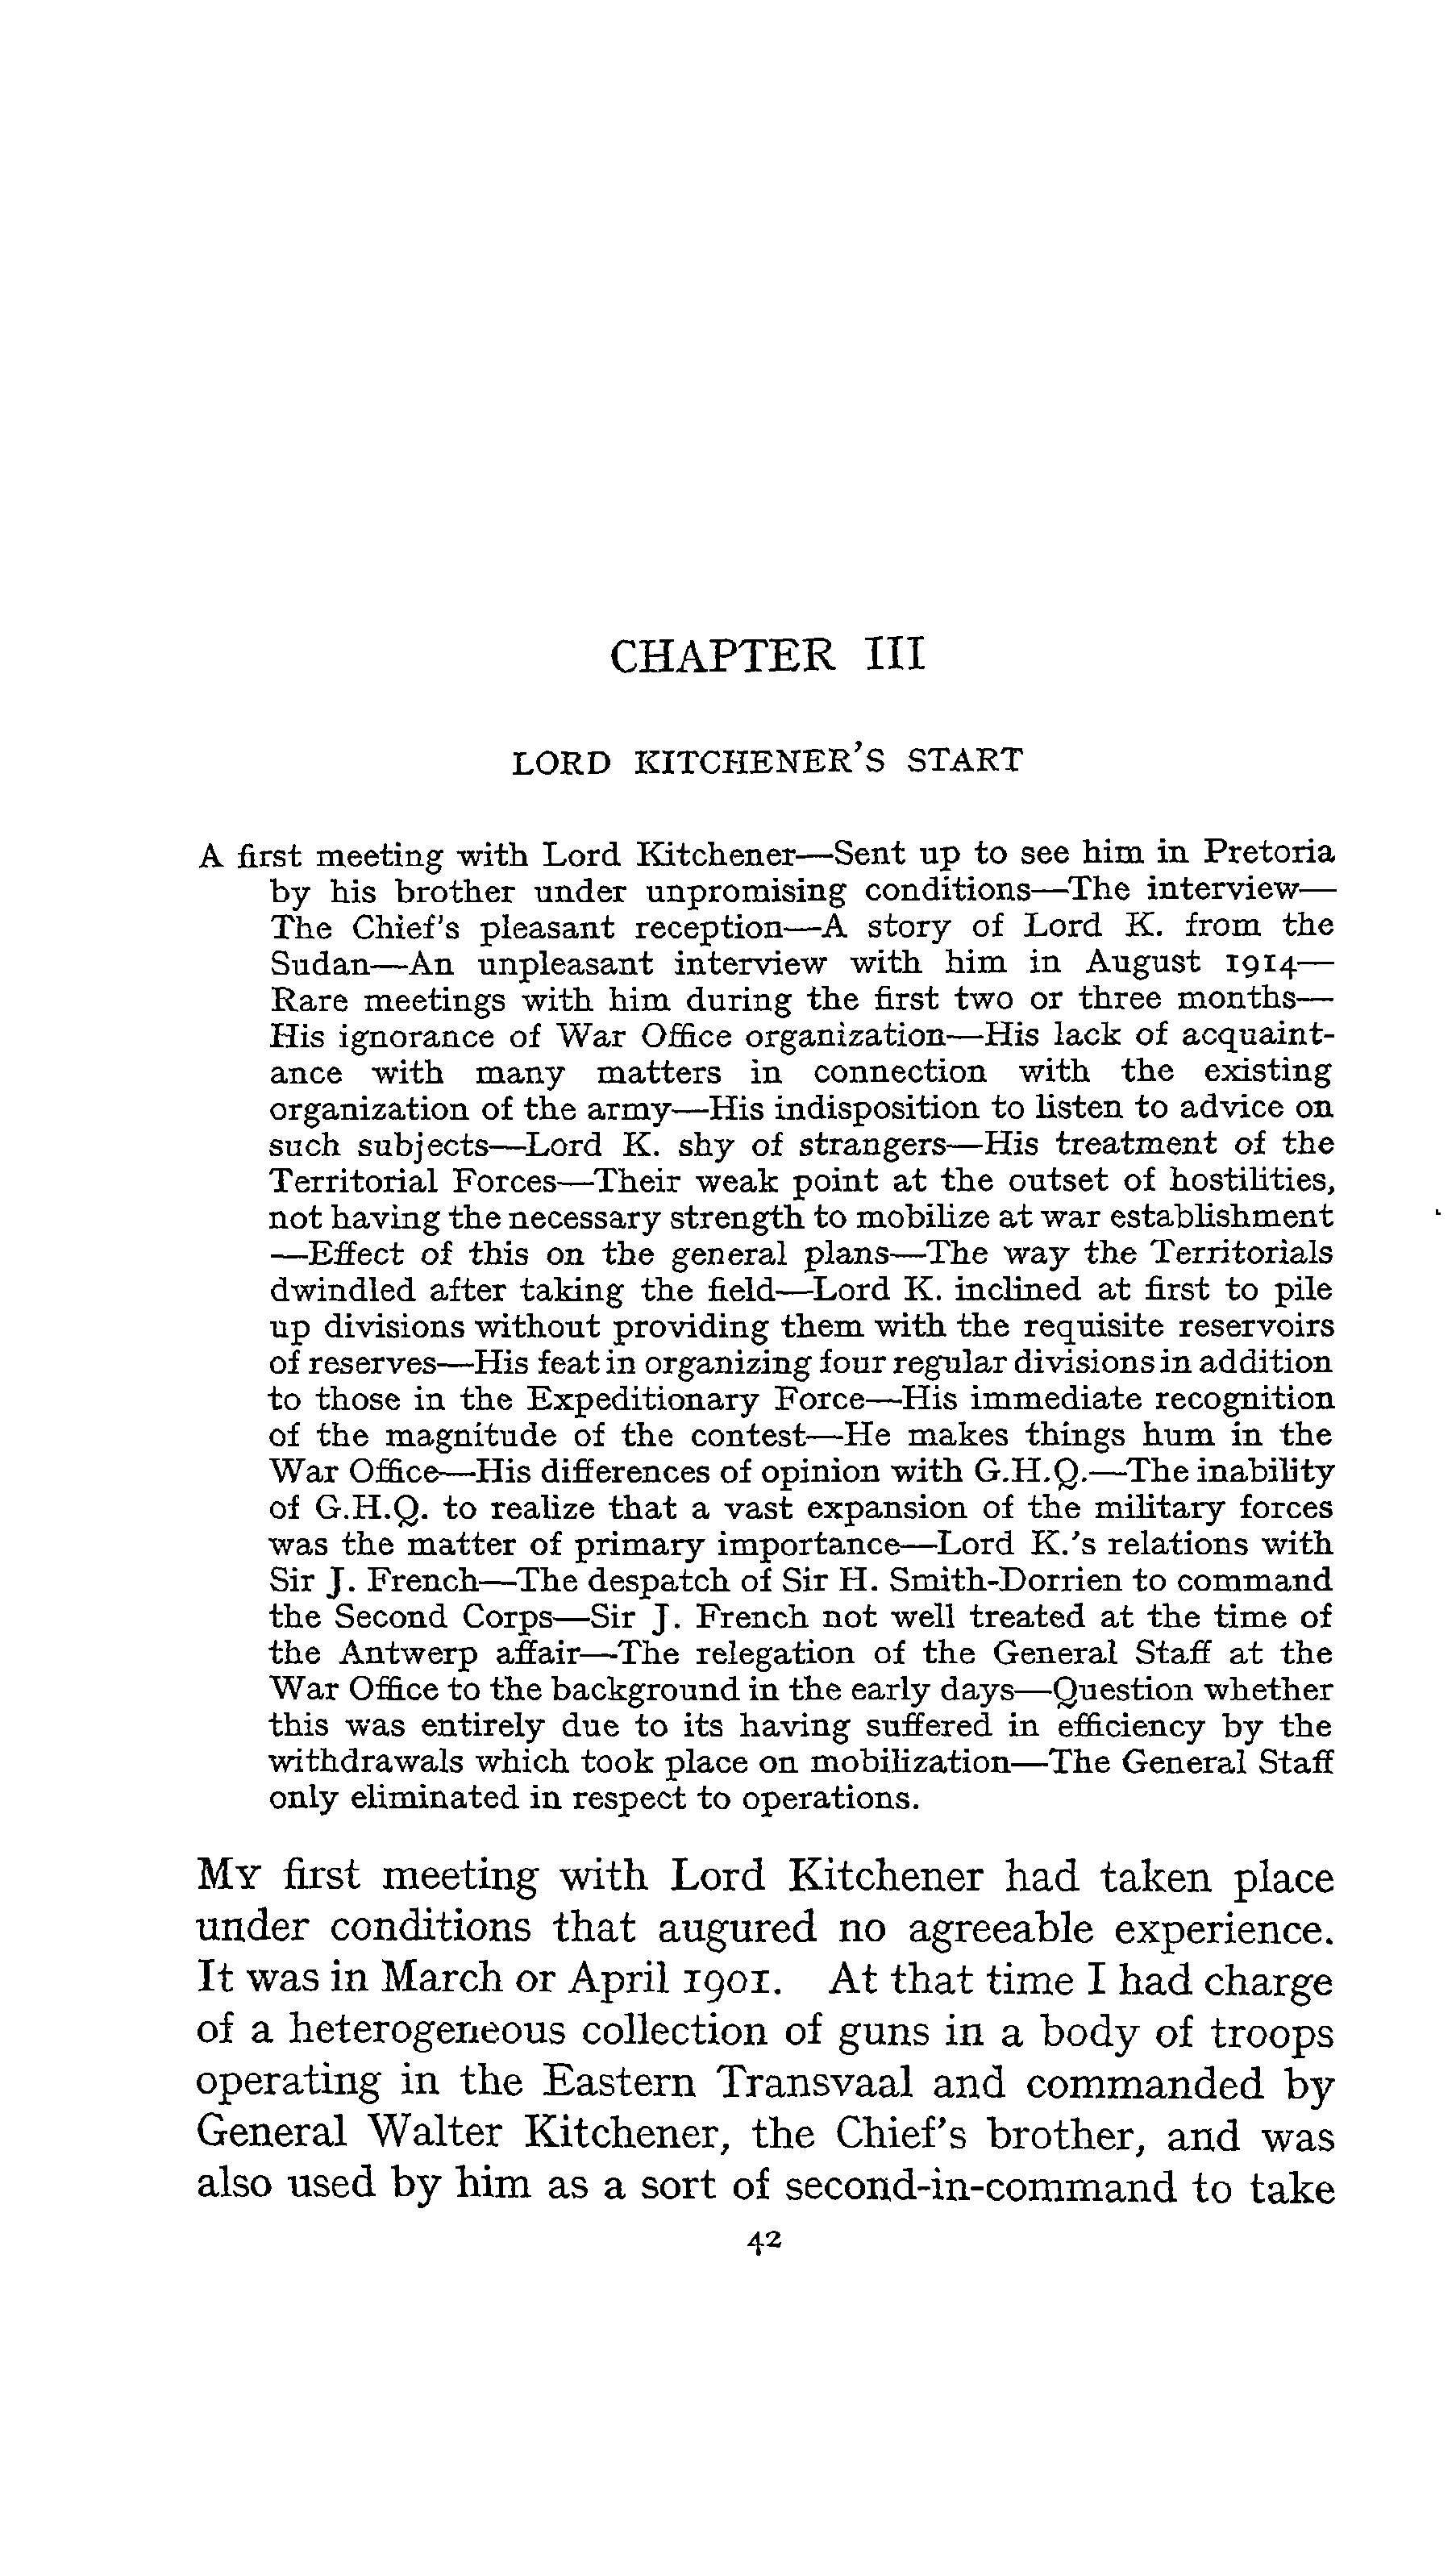 CHAPTER III
LORD KITCHENER'S START
A first meeting with Lord Kitchener—Sent up to see him in Pretoria
by his brother under unpromising conditions—The interview—
The Chief's pleasant reception—A story of Lord K. from the
Sudan—An unpleasant interview with him in August 1914—
Rare meetings with him during the first two or three months—
His ignorance of War Office organization—His lack of acquaint-
ance with many matters in connection with the existing
organization of the army—His indisposition to listen to advice on
such subjects—Lord K. shy of strangers—His treatment of the
Territorial Forces—Their weak point at the outset of hostilities,
not having the necessary strength to mobilize at war establishment
—Effect of this on the general plans—The way the Territorials
dwindled after taking the field—Lord K. inclined at first to pile
up divisions without providing them with the requisite reservoirs
of reserves—His feat in organizing four regular divisions in addition
to those in the Expeditionary Force—His immediate recognition
of the magnitude of the contest—He makes things hum in the
War Office—His differences of opinion with G.H.Q.—The inability
of G.H.Q. to realize that a vast expansion of the military forces
was the matter of primary importance—Lord K.'s relations with
Sir J. French—The despatch of Sir H. Smith-Dorrien to command
the Second Corps—Sir J. French not well treated at the time of
the Antwerp affair—The relegation of the General Staff at the
War Office to the background in the early days—Question whether
this was entirely due to its having suffered in efficiency by the
withdrawals which took place on mobilization—The General Staff
only eliminated in respect to operations.
MY first meeting with Lord Kitchener had taken place
under conditions that augured no agreeable experience.
It was in March or April 1901. At that time I had charge
of a heterogeneous collection of guns in a body of troops
operating in the Eastern Transvaal and commanded by
General Walter Kitchener, the Chief's brother, and was
also used by him as a sort of second-in-command to take
42